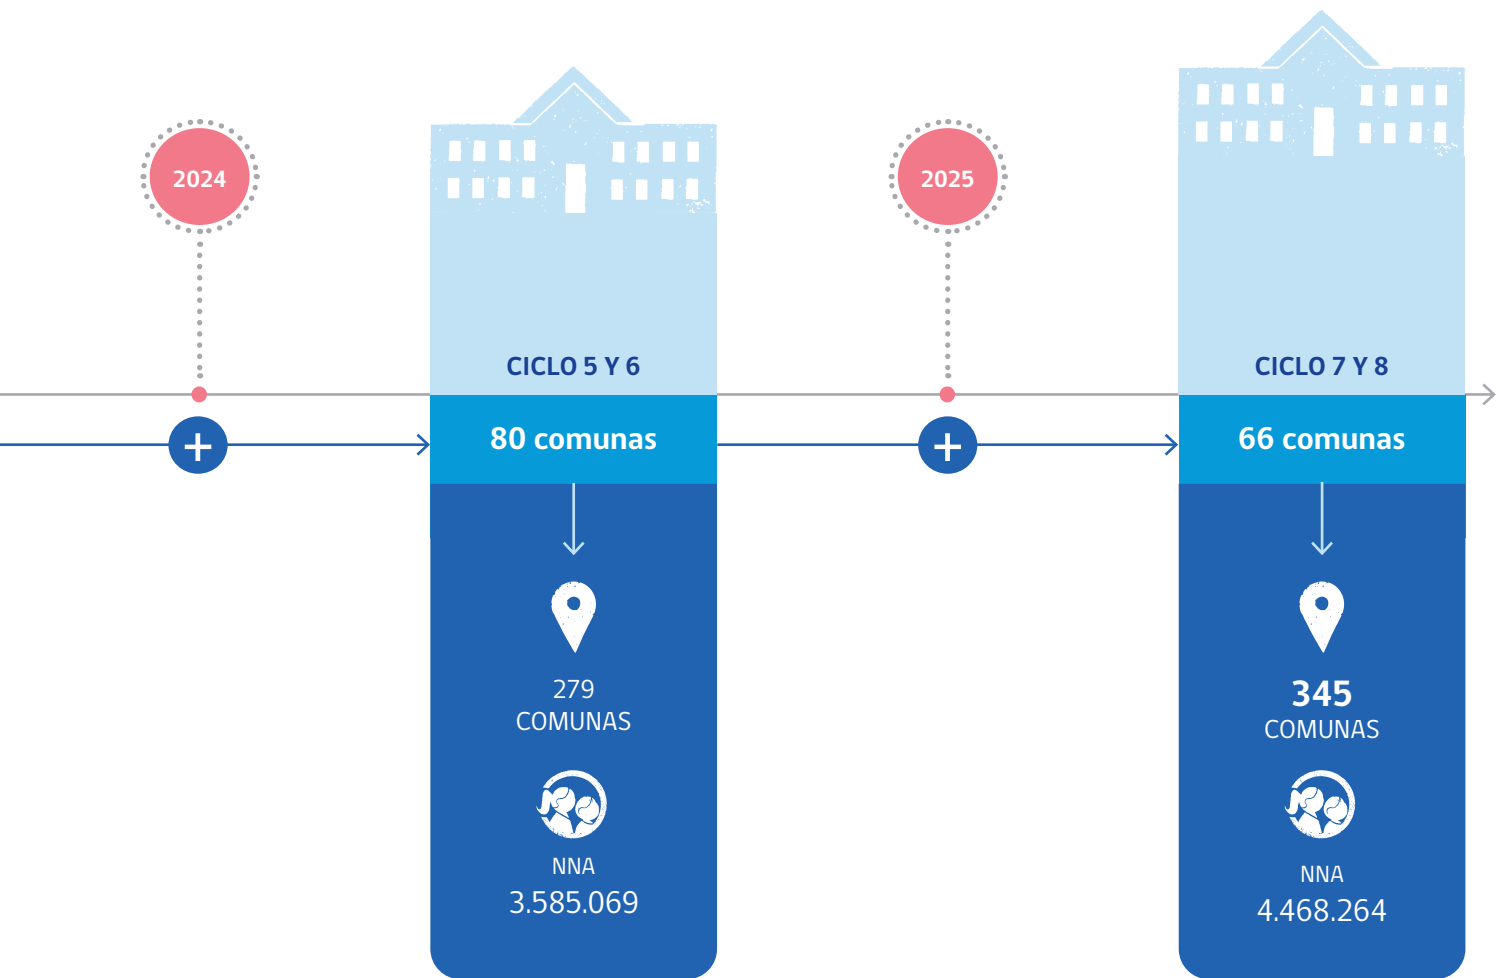 2024
CICLO 5 Y 6
+
80 comunas
279
COMUNAS
NNA
3.585.069
2025
CICLO 7 Y 8
+
66 comunas
345
COMUNAS
NNA
4.468.264